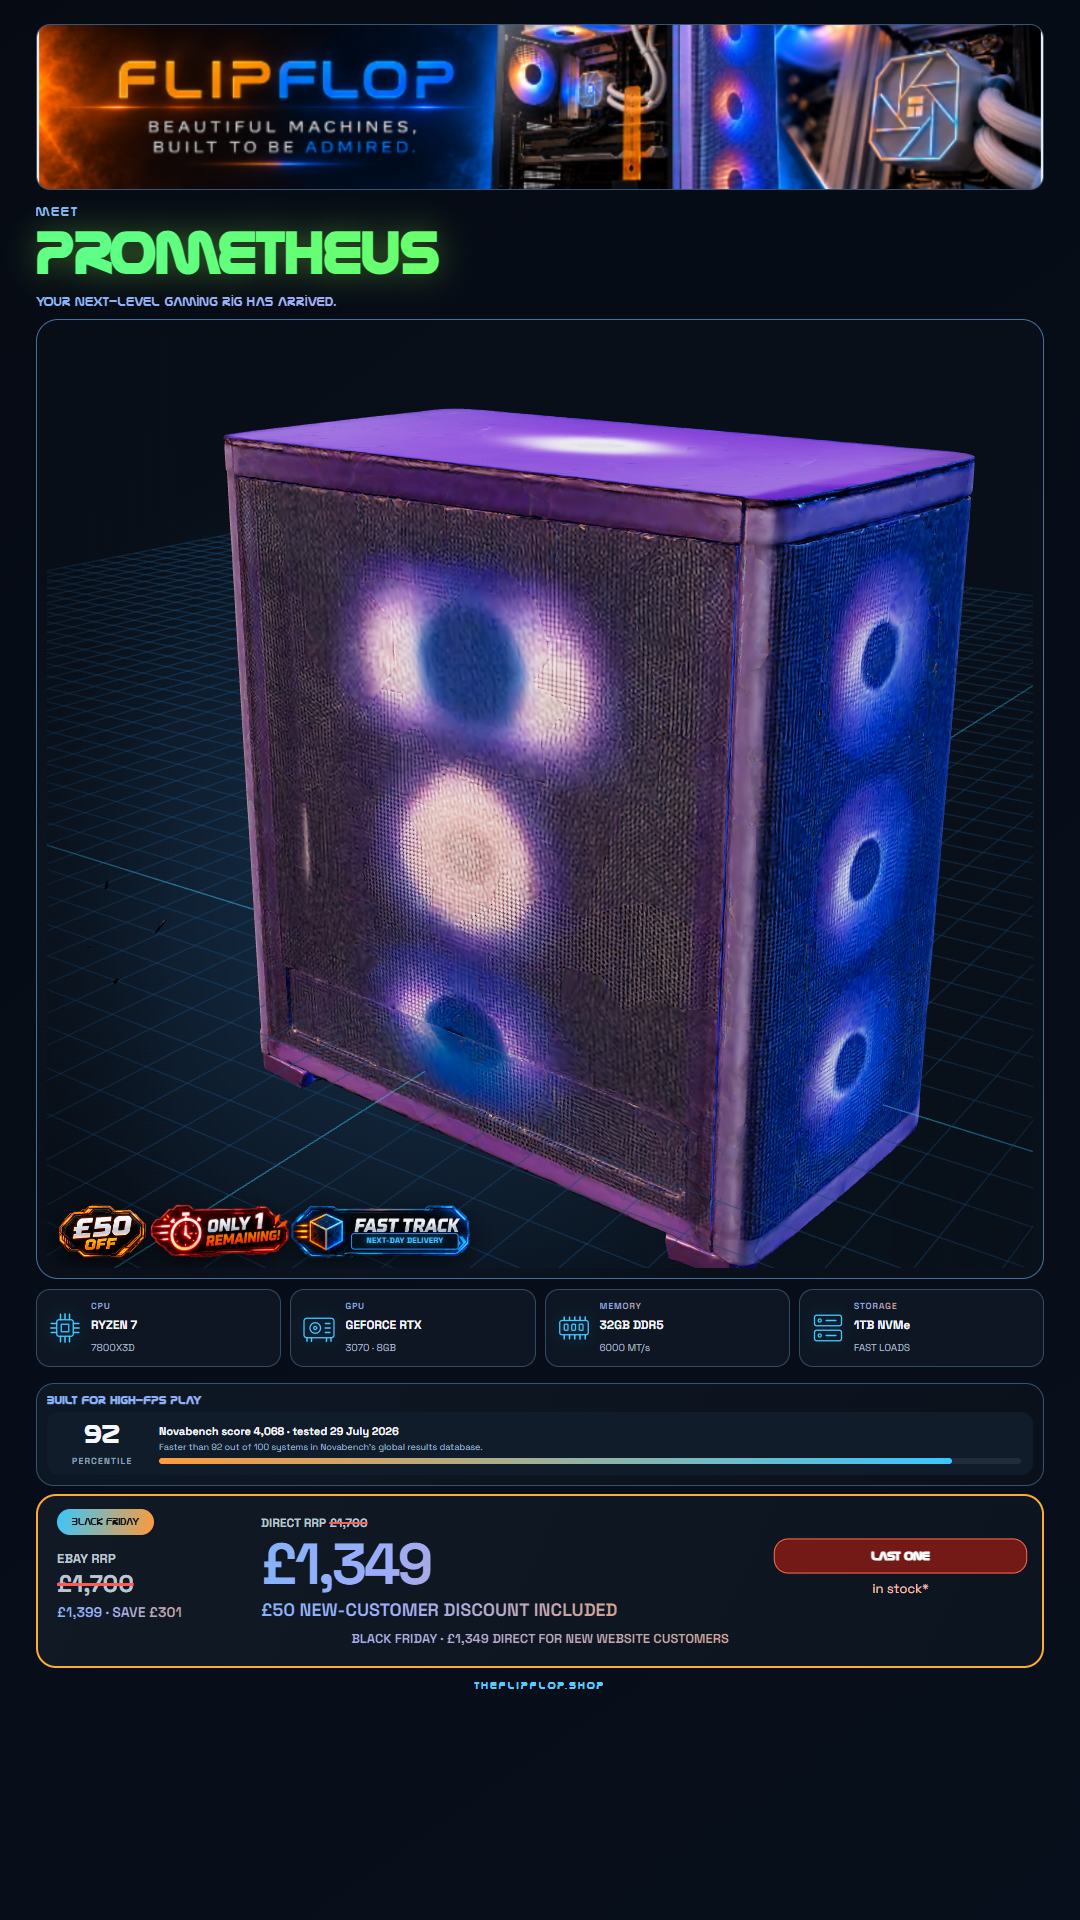 FLIPFLOP
BEAUTIFUL MACHINES,
BUILT TO BE ADMIRED.
MEET
PROMETHEUS
YOUR NEXT-LEVEL GAMING RIG HAS ARRIVED.
£50 OFF
ONLY 1 REMAINING!
FAST TRACK
NEXT-DAY DELIVERY
CPU
RYZEN 7
7800X3D
GPU
GEFORCE RTX
3070 · 8GB
MEMORY
32GB DDR5
6000 MT/s
STORAGE
1TB NVMe
FAST LOADS
BUILT FOR HIGH-FPS PLAY
92
PERCENTILE
Novabench score 4,068 · tested 29 July 2026
Faster than 92 out of 100 systems in Novabench's global results database.
BLACK FRIDAY
EBAY RRP
£1,700
£1,399 · SAVE £301
DIRECT RRP £1,700
£1,349
£50 NEW-CUSTOMER DISCOUNT INCLUDED
BLACK FRIDAY · £1,349 DIRECT FOR NEW WEBSITE CUSTOMERS
LAST ONE
in stock*
THEFLIPFLOP.SHOP